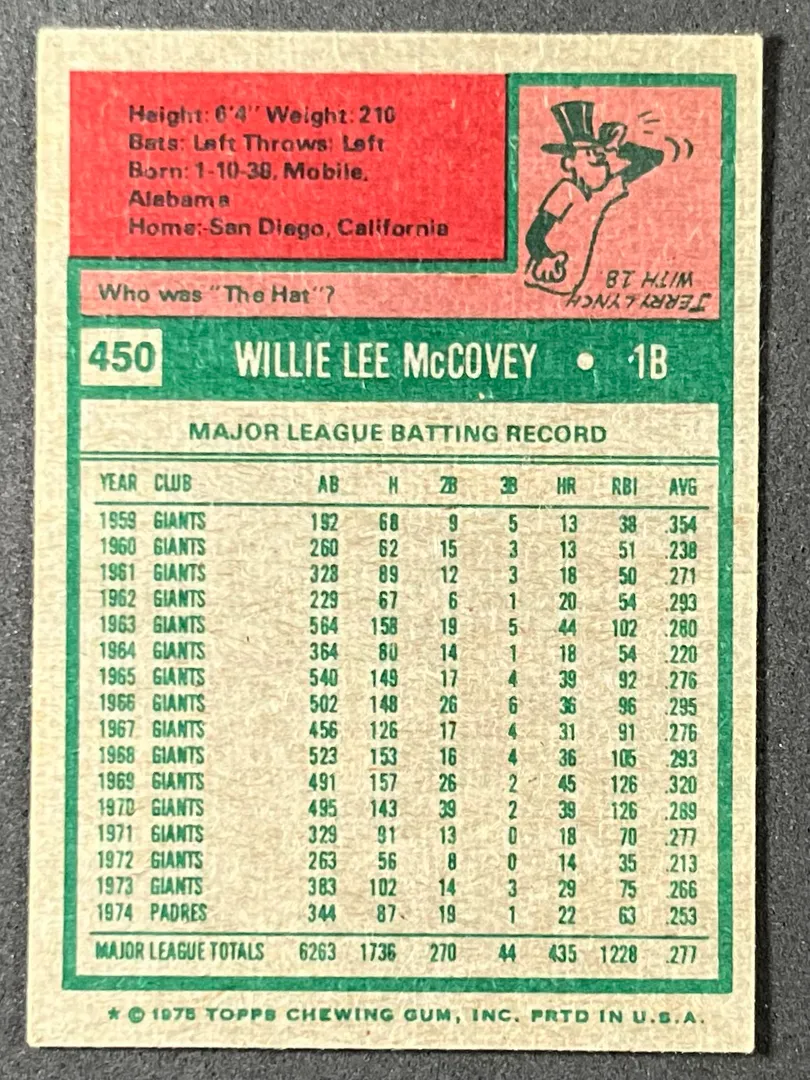 Height: 6'4" Weight: 210
Bats: Left Throws: Left
Born: 1-10-38, Mobile,
Alabama
Home: San Diego, California
Who was "The Hat"?
JERRY LYNCH
WITH 18
450 WILLIE LEE McCOVEY • 1B
MAJOR LEAGUE BATTING RECORD
YEAR CLUB AB H 2B 3B HR RBI AVG
1959 GIANTS 192 68 9 5 13 38 .354
1960 GIANTS 260 62 15 3 13 51 .238
1961 GIANTS 328 89 12 3 18 50 .271
1962 GIANTS 229 67 6 1 20 54 .293
1963 GIANTS 564 158 19 5 44 102 .280
1964 GIANTS 364 80 14 1 18 54 .220
1965 GIANTS 540 149 17 4 39 92 .276
1966 GIANTS 502 148 26 6 36 96 .295
1967 GIANTS 456 126 17 4 31 91 .276
1968 GIANTS 523 153 16 4 36 105 .293
1969 GIANTS 491 157 26 2 45 126 .320
1970 GIANTS 495 143 39 2 39 126 .289
1971 GIANTS 329 91 13 0 18 70 .277
1972 GIANTS 263 56 8 0 14 35 .213
1973 GIANTS 383 102 14 3 29 75 .266
1974 PADRES 344 87 19 1 22 63 .253
MAJOR LEAGUE TOTALS 6263 1736 270 44 435 1228 .277
* © 1975 TOPPS CHEWING GUM, INC. PRTD IN U.S.A.